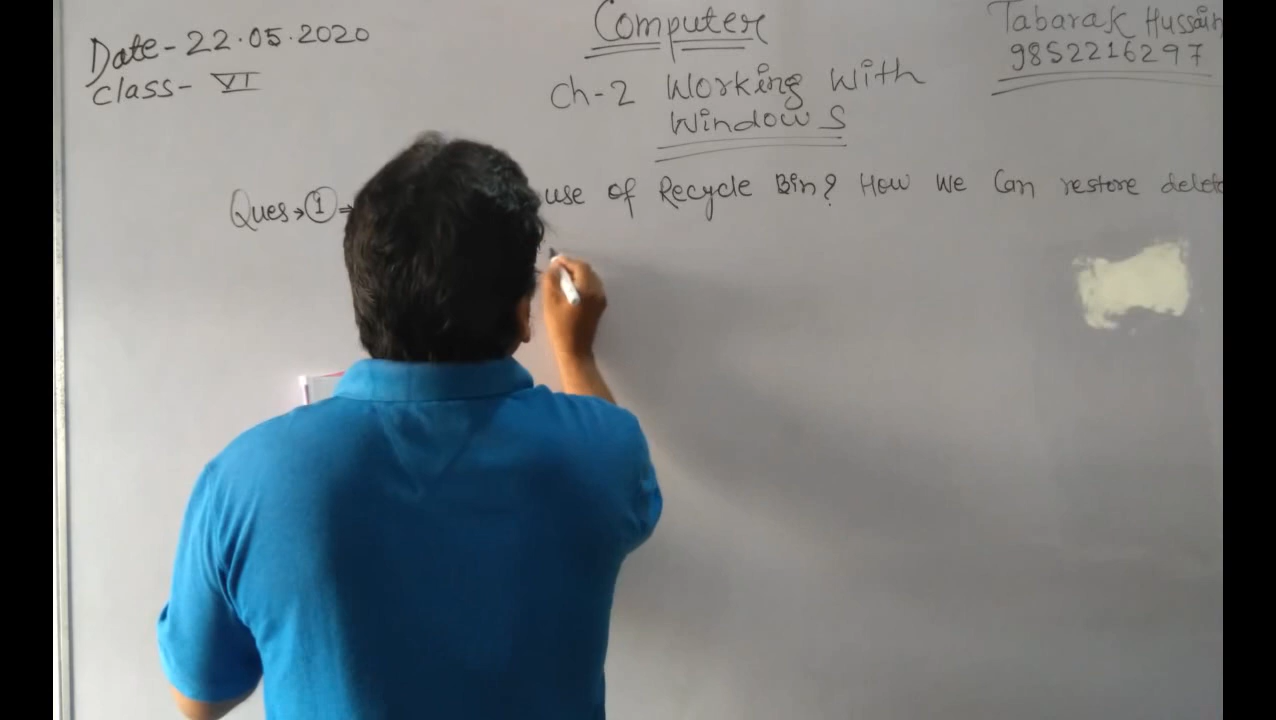 Date-22.05.2020
Class- VI
Computer
Ch-2 Working With
Windows
Tabarak Hussain
9852216297
Ques→①⇒ use of Recycle Bin? How We Can restore